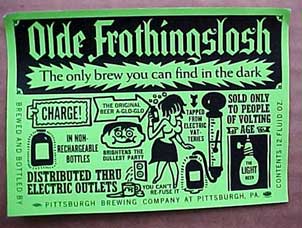 Olde Frothingslosh
The only brew you can find in the dark
CHARGE!
THE ORIGINAL
BEER A-GLO-GLO
TAPPED
FROM
ELECTRIC
VAT-
TERIES
SOLD ONLY
TO PEOPLE
OF VOLTING
AGE
IN NON-
RECHARGEABLE
BOTTLES
BRIGHTENS THE
DULLEST PARTY
THE
LIGHT
BEER
DISTRIBUTED THRU
ELECTRIC OUTLETS
YOU CAN'T
RE-FUSE IT
BREWED AND BOTTLED BY
PITTSBURGH BREWING COMPANY AT PITTSBURGH, PA.
CONTENTS 12 FLUID OZ.